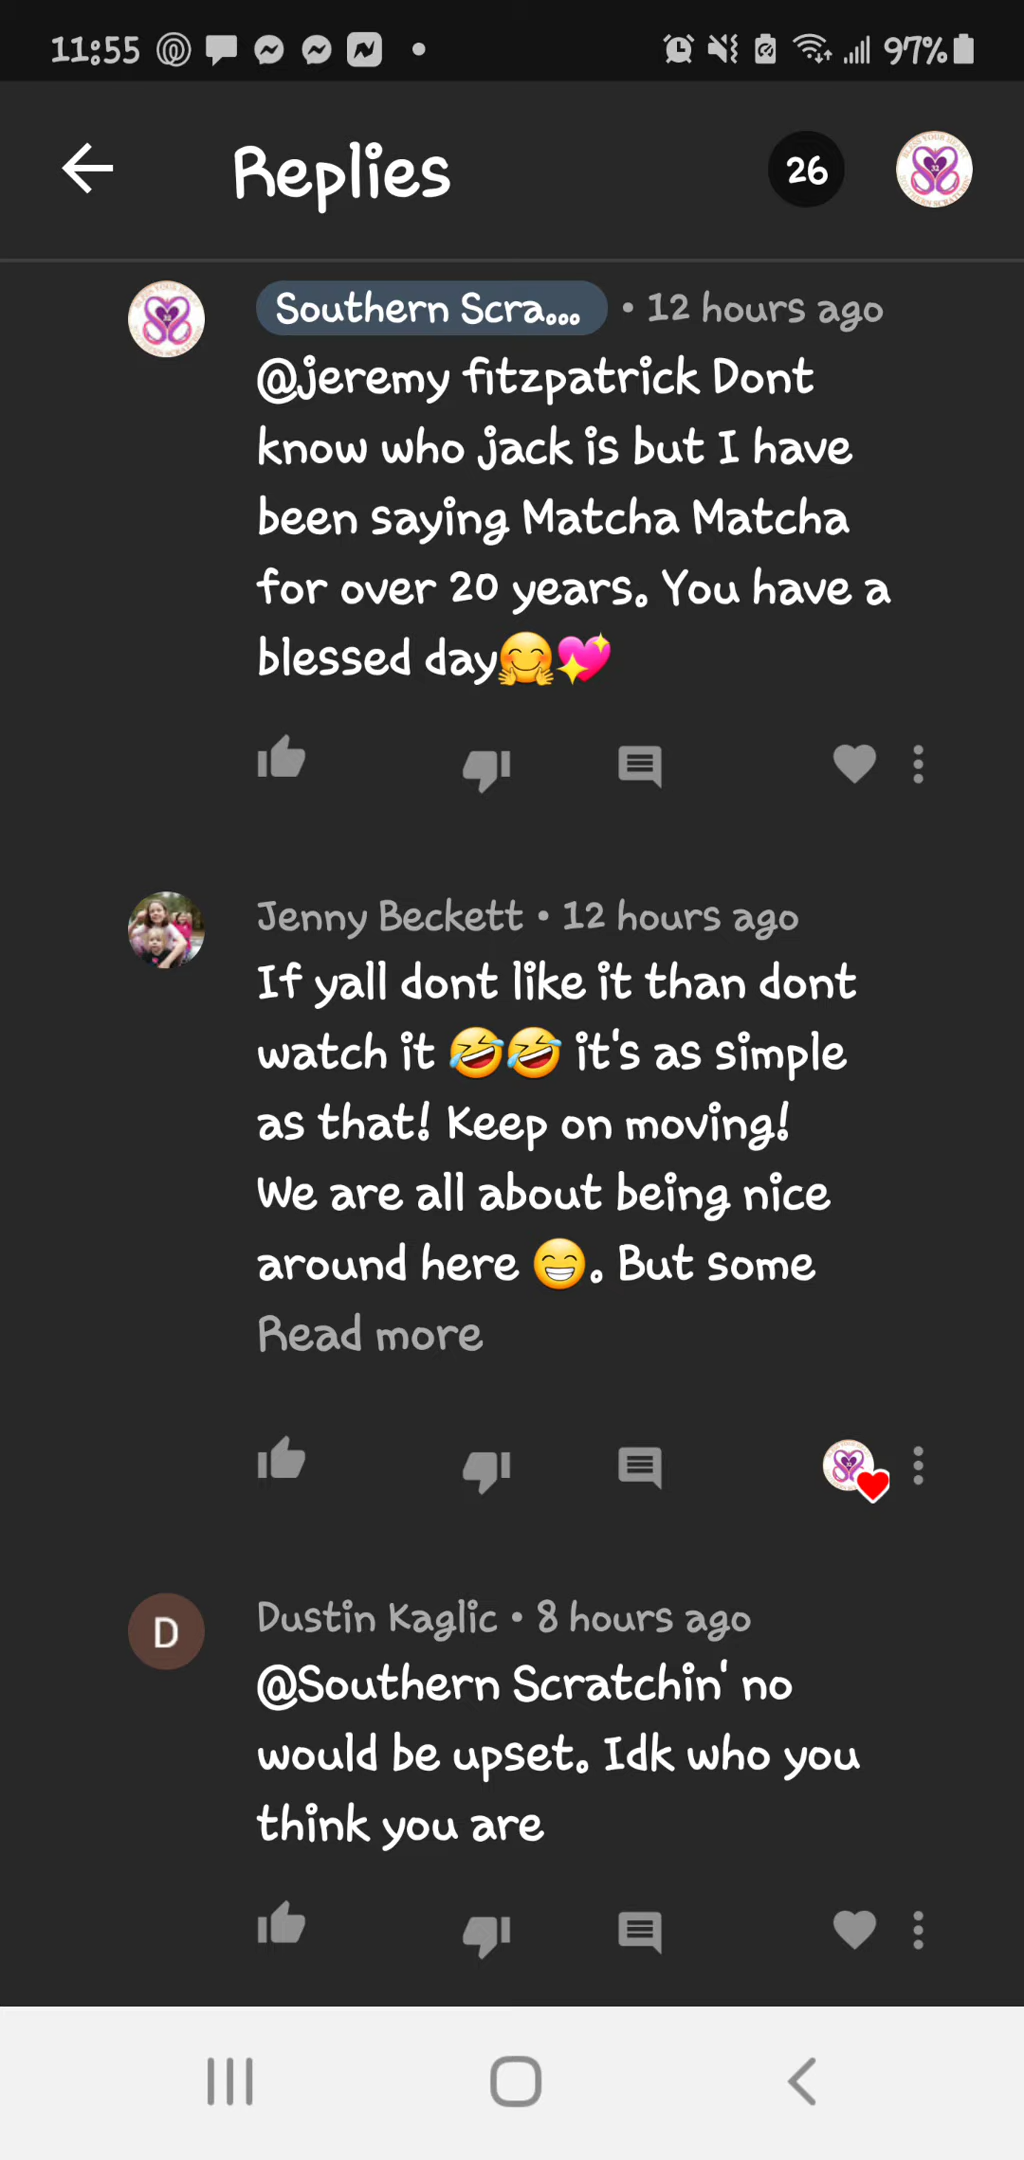 11:55
97%
Replies
26
Southern Scra... • 12 hours ago
@jeremy fitzpatrick Dont
know who jack is but I have
been saying Matcha Matcha
for over 20 years. You have a
blessed day🤗💖
Jenny Beckett • 12 hours ago
If yall dont like it than dont
watch it 🤣🤣 it's as simple
as that! Keep on moving!
We are all about being nice
around here 😁. But some
Read more
D
Dustin Kaglic • 8 hours ago
@Southern Scratchin' no
would be upset. Idk who you
think you are